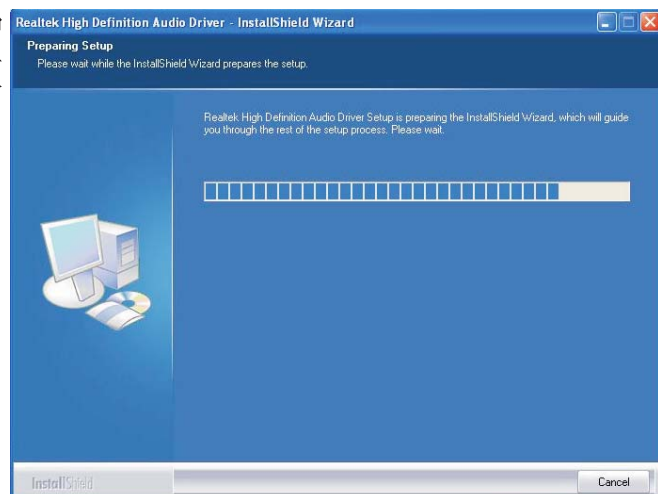 Realtek High Definition Audio Driver - InstallShield Wizard
Preparing Setup
Please wait while the InstallShield Wizard prepares the setup.
Realtek High Definition Audio Driver Setup is preparing the InstallShield Wizard, which will guide
you through the rest of the setup process. Please wait.
InstallShield
Cancel